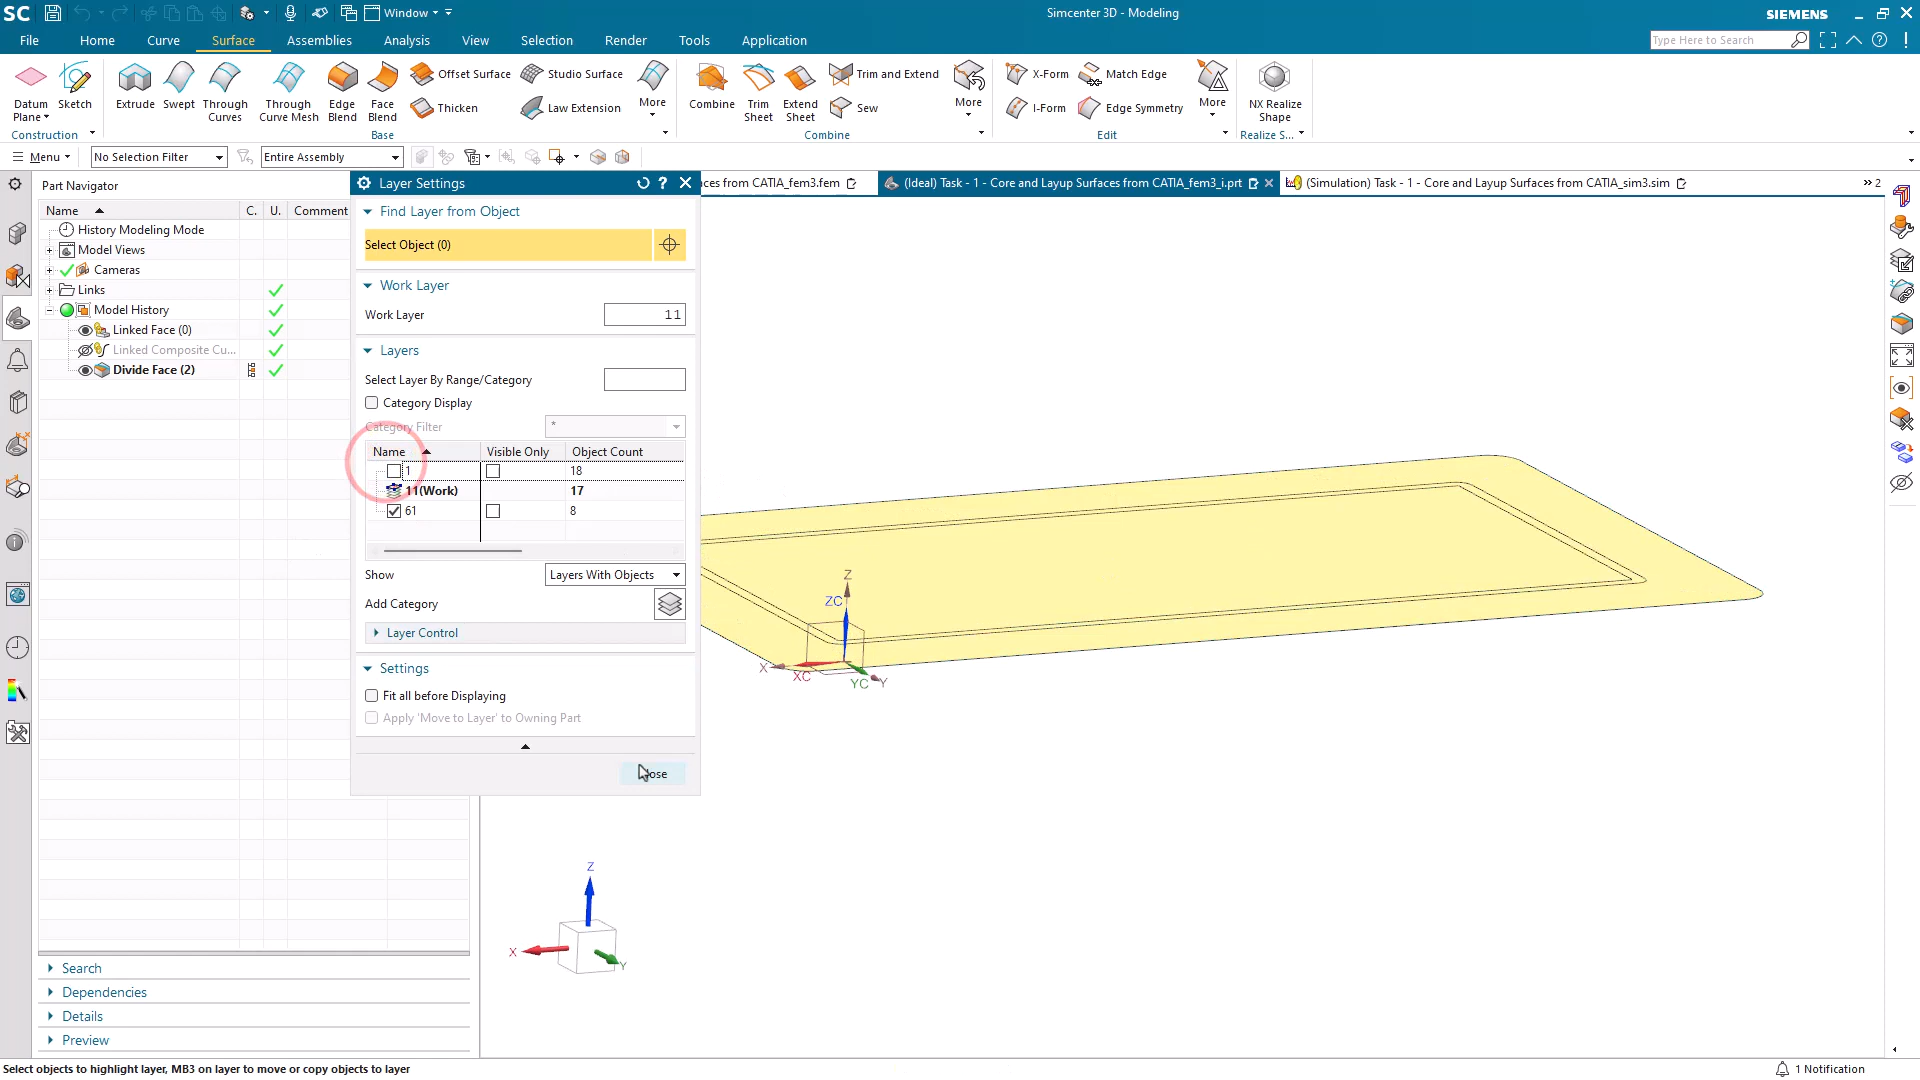 SC
Window
Simcenter 3D - Modeling
SIEMENS
File
Home
Curve
Surface
Assemblies
Analysis
View
Selection
Render
Tools
Application
Type Here to Search
Datum Plane
Sketch
Extrude
Swept
Through Curves
Through Curve Mesh
Edge Blend
Face Blend
Offset Surface
Thicken
Studio Surface
Law Extension
More
Combine
Trim Sheet
Extend Sheet
Trim and Extend
Sew
More
X-Form
I-Form
Match Edge
Edge Symmetry
More
NX Realize Shape
Construction
Base
Combine
Edit
Realize S...
Menu
No Selection Filter
Entire Assembly
Part Navigator
Name
C.
U.
Comment
History Modeling Mode
Model Views
Cameras
Links
Model History
Linked Face (0)
Linked Composite Cu...
Divide Face (2)
Search
Dependencies
Details
Preview
Layer Settings
Find Layer from Object
Select Object (0)
Work Layer
Work Layer
11
Layers
Select Layer By Range/Category
Category Display
Category Filter
*
Name
Visible Only
Object Count
1
18
11(Work)
17
61
8
Show
Layers With Objects
Add Category
Layer Control
Settings
Fit all before Displaying
Apply 'Move to Layer' to Owning Part
ces from CATIA_fem3.fem
(Ideal) Task - 1 - Core and Layup Surfaces from CATIA_fem3_i.prt
(Simulation) Task - 1 - Core and Layup Surfaces from CATIA_sim3.sim
2
Z
ZC
X
XC
YC
Y
Z
X
Y
Select objects to highlight layer, MB3 on layer to move or copy objects to layer
1 Notification